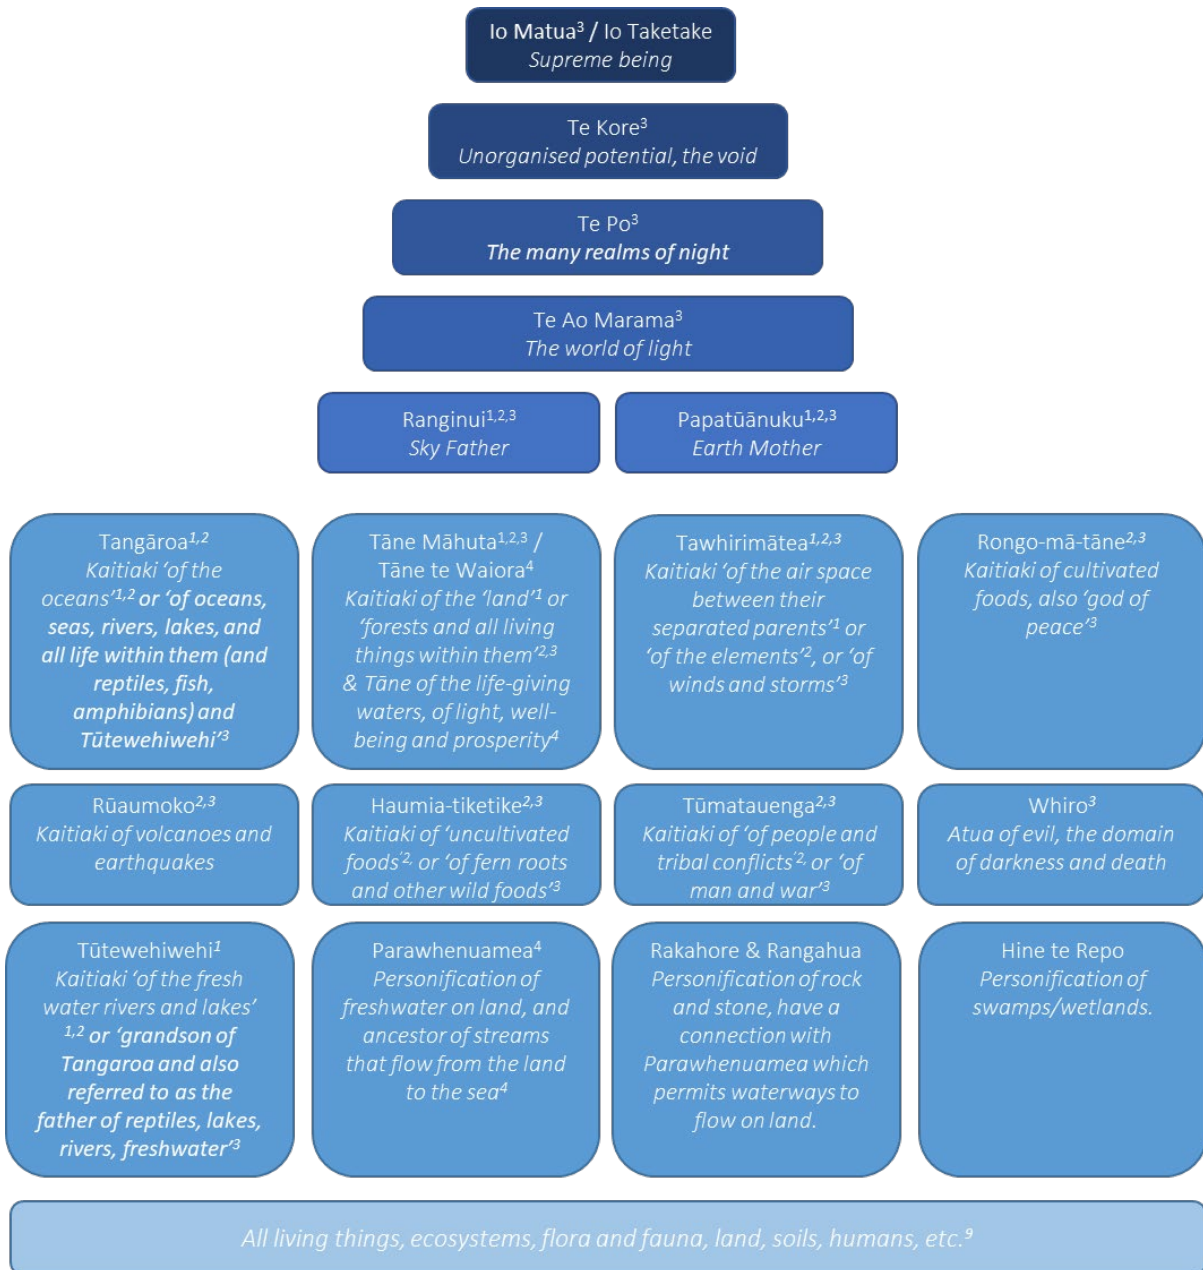 Io Matua³ / Io Taketake
Supreme being
Te Kore³
Unorganised potential, the void
Te Po³
The many realms of night
Te Ao Marama³
The world of light
Ranginui¹,²,³
Sky Father
Papatūānuku¹,²,³
Earth Mother
Tangāroa¹,²
Kaitiaki ‘of the
oceans’¹,² or ‘of oceans,
seas, rivers, lakes, and
all life within them (and
reptiles, fish,
amphibians) and
Tūtewehiwehi’³
Tāne Māhuta¹,²,³ /
Tāne te Waiora⁴
Kaitiaki of the ‘land’¹ or
‘forests and all living
things within them’²,³
& Tāne of the life-giving
waters, of light, well-
being and prosperity⁴
Tawhirimātea¹,²,³
Kaitiaki ‘of the air space
between their
separated parents’¹ or
‘of the elements’², or ‘of
winds and storms’³
Rongo-mā-tāne²,³
Kaitiaki of cultivated
foods, also ‘god of
peace’³
Rūaumoko²,³
Kaitiaki of volcanoes and
earthquakes
Haumia-tiketike²,³
Kaitiaki of ‘uncultivated
foods’², or ‘of fern roots
and other wild foods’³
Tūmatauenga²,³
Kaitiaki of ‘of people and
tribal conflicts’², or ‘of
man and war’³
Whiro³
Atua of evil, the domain
of darkness and death
Tūtewehiwehi¹
Kaitiaki ‘of the fresh
water rivers and lakes’
¹,² or ‘grandson of
Tangaroa and also
referred to as the
father of reptiles, lakes,
rivers, freshwater’³
Parawhenuamea⁴
Personification of
freshwater on land, and
ancestor of streams
that flow from the land
to the sea⁴
Rakahore & Rangahua
Personification of rock
and stone, have a
connection with
Parawhenuamea which
permits waterways to
flow on land.
Hine te Repo
Personification of
swamps/wetlands.
All living things, ecosystems, flora and fauna, land, soils, humans, etc.⁹